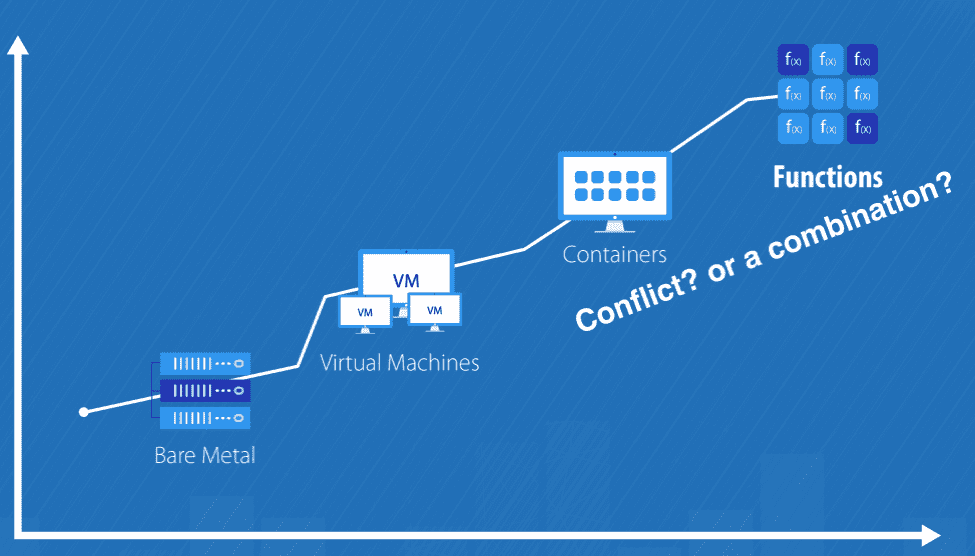 f(x) f(x) f(x)
f(x) f(x) f(x)
f(x) f(x) f(x)
Functions
Conflict? or a combination?
Containers
VM
VM
VM
Virtual Machines
Bare Metal